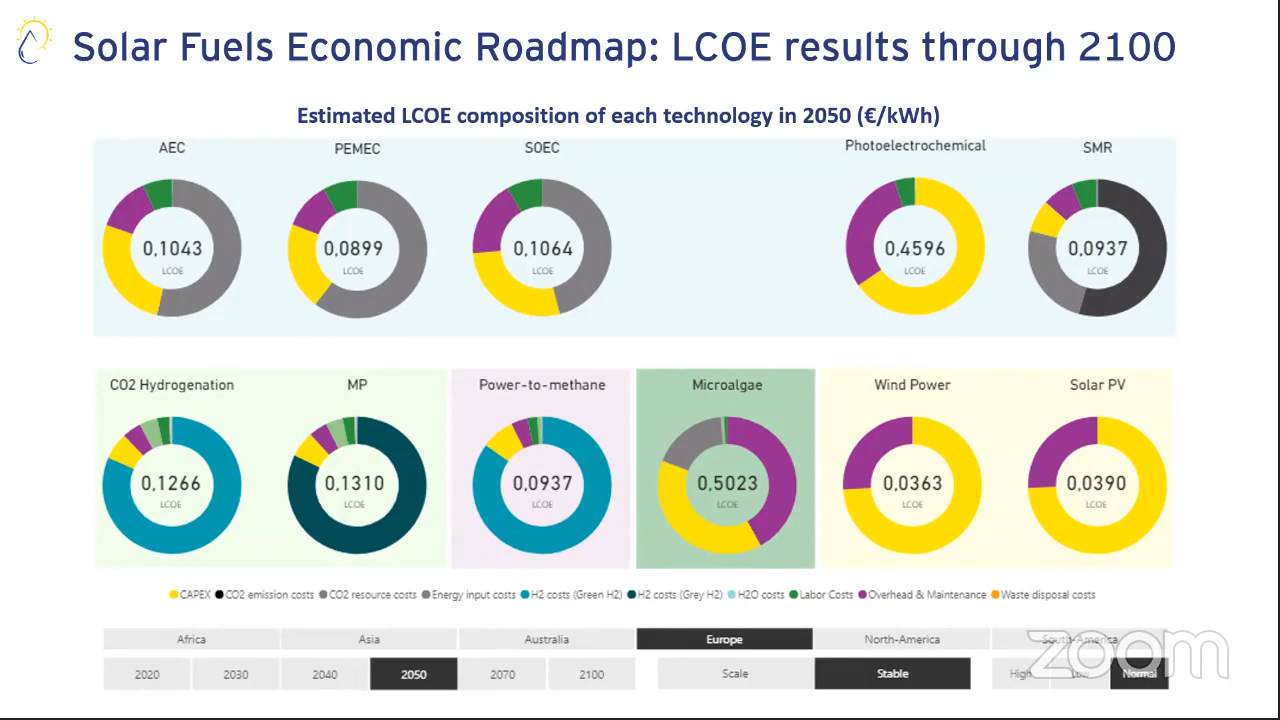 Solar Fuels Economic Roadmap: LCOE results through 2100
Estimated LCOE composition of each technology in 2050 (€/kWh)
AEC PEMEC SOEC Photoelectrochemical SMR
0,1043 0,0899 0,1064 0,4596 0,0937
LCOE LCOE LCOE LCOE LCOE
CO2 Hydrogenation MP Power-to-methane Microalgae Wind Power Solar PV
0,1266 0,1310 0,0937 0,5023 0,0363 0,0390
LCOE LCOE LCOE LCOE LCOE LCOE
CAPEX CO2 emission costs CO2 resource costs Energy input costs H2 costs (Green H2) H2 costs (Grey H2) H2O costs Labor Costs Overhead & Maintenance Waste disposal costs
Africa Asia Australia Europe North-America South-America
2020 2030 2040 2050 2070 2100 Scale Stable High Low Normal
zoom